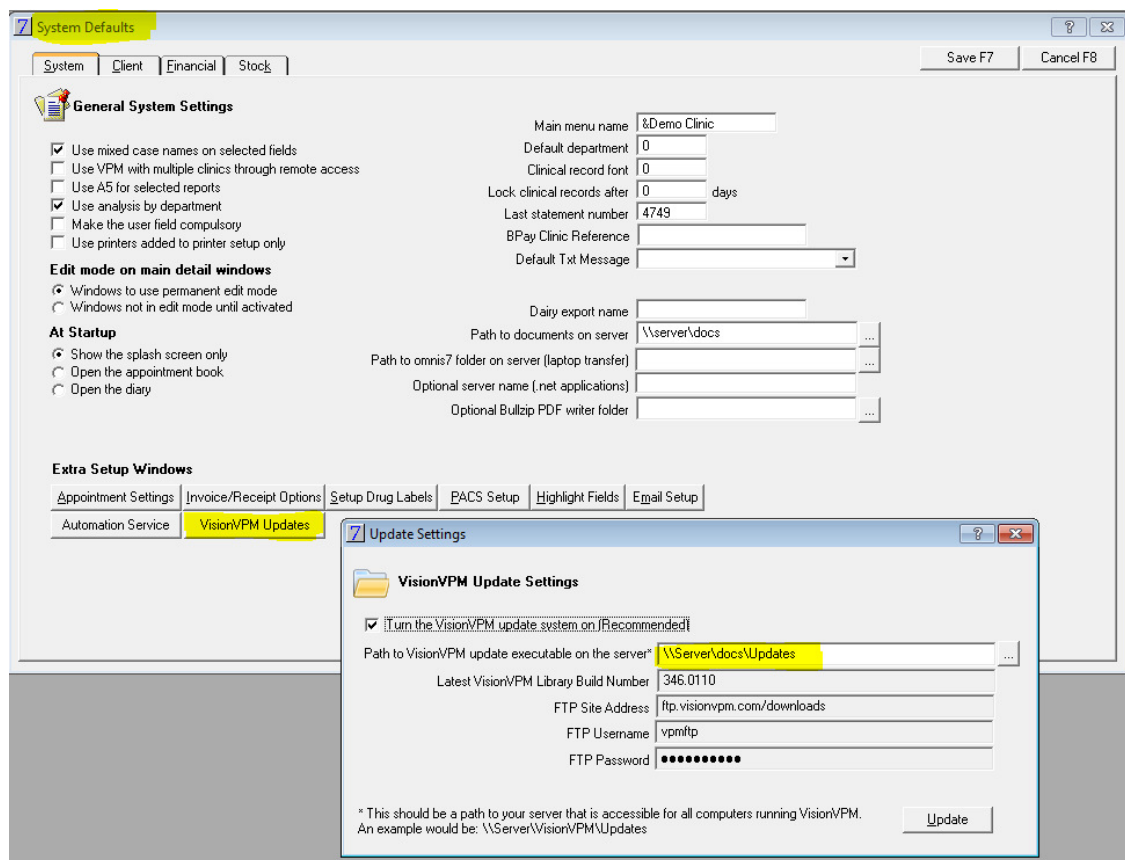 7 System Defaults
System Client Financial Stock Save F7 Cancel F8
General System Settings
Use mixed case names on selected fields
Use VPM with multiple clinics through remote access
Use A5 for selected reports
Use analysis by department
Make the user field compulsory
Use printers added to printer setup only
Edit mode on main detail windows
Windows to use permanent edit mode
Windows not in edit mode until activated
At Startup
Show the splash screen only
Open the appointment book
Open the diary
Main menu name &Demo Clinic
Default department 0
Clinical record font 0
Lock clinical records after 0 days
Last statement number 4749
BPay Clinic Reference
Default Txt Message
Dairy export name
Path to documents on server \\server\docs ...
Path to omnis7 folder on server (laptop transfer) ...
Optional server name (.net applications)
Optional Bullzip PDF writer folder ...
Extra Setup Windows
Appointment Settings Invoice/Receipt Options Setup Drug Labels PACS Setup Highlight Fields Email Setup
Automation Service VisionVPM Updates
7 Update Settings
VisionVPM Update Settings
Turn the VisionVPM update system on (Recommended)
Path to VisionVPM update executable on the server* \\Server\docs\Updates ...
Latest VisionVPM Library Build Number 346.0110
FTP Site Address ftp.visionvpm.com/downloads
FTP Username vpmftp
FTP Password ●●●●●●●●●●
* This should be a path to your server that is accessible for all computers running VisionVPM.
An example would be: \\Server\VisionVPM\Updates
Update